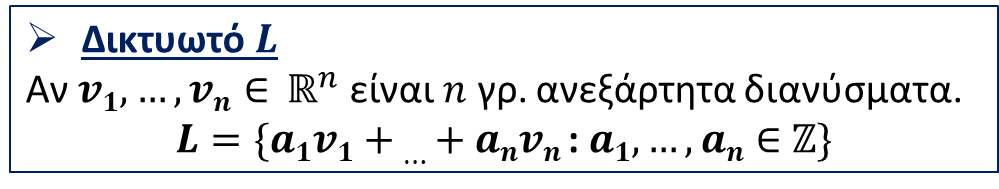 ➢ Δικτυωτό L
Αν v₁, …, vₙ ∈ ℝⁿ είναι n γρ. ανεξάρτητα διανύσματα.
L = {a₁v₁ + … + aₙvₙ: a₁, …, aₙ ∈ ℤ}